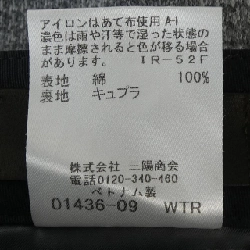 アイロンはあて布使用 A-I
濃色は雨や汗等で湿った状態の
まま摩擦されると色が移る場合
があります。 IR-52F
表地 綿 100%
裏地 キュプラ
株式会社 三陽商会
電話0120-340-460
ベトナム製
01436-09 WTR